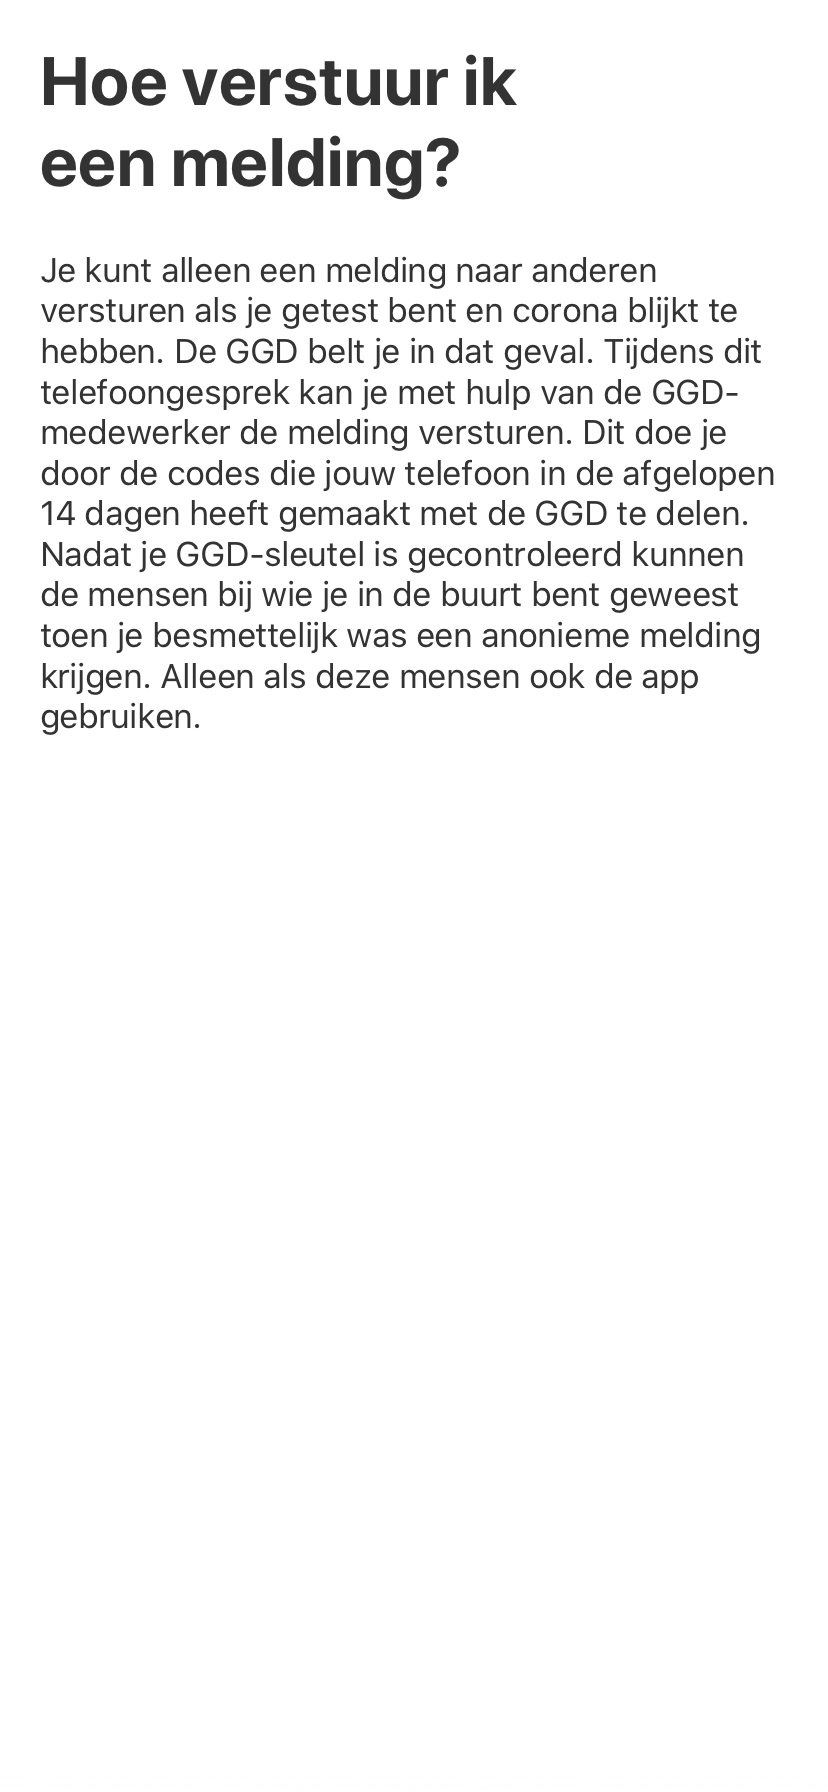 Hoe verstuur ik
een melding?
Je kunt alleen een melding naar anderen
versturen als je getest bent en corona blijkt te
hebben. De GGD belt je in dat geval. Tijdens dit
telefoongesprek kan je met hulp van de GGD-
medewerker de melding versturen. Dit doe je
door de codes die jouw telefoon in de afgelopen
14 dagen heeft gemaakt met de GGD te delen.
Nadat je GGD-sleutel is gecontroleerd kunnen
de mensen bij wie je in de buurt bent geweest
toen je besmettelijk was een anonieme melding
krijgen. Alleen als deze mensen ook de app
gebruiken.